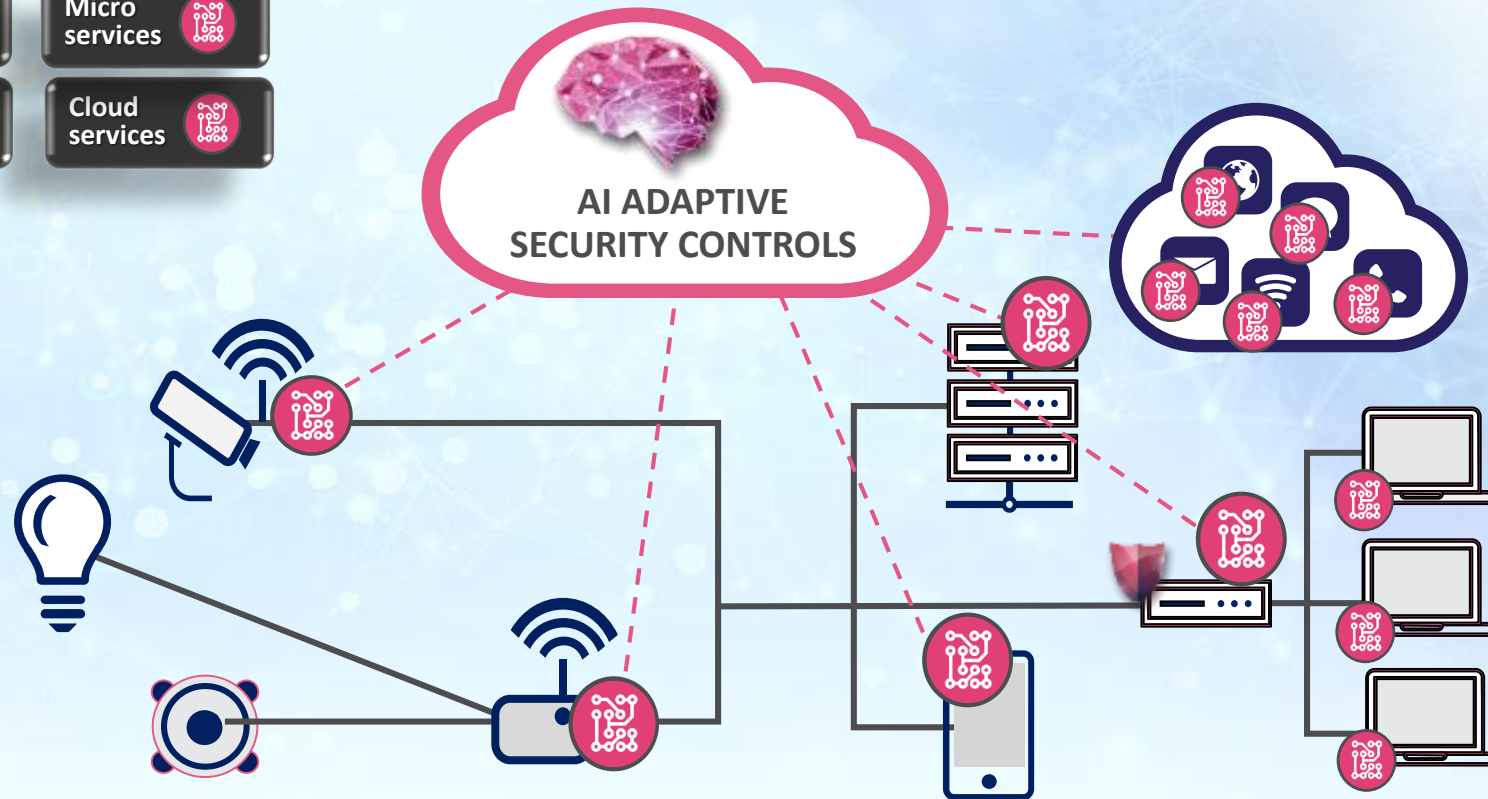 Micro
services
Cloud
services
AI ADAPTIVE
SECURITY CONTROLS